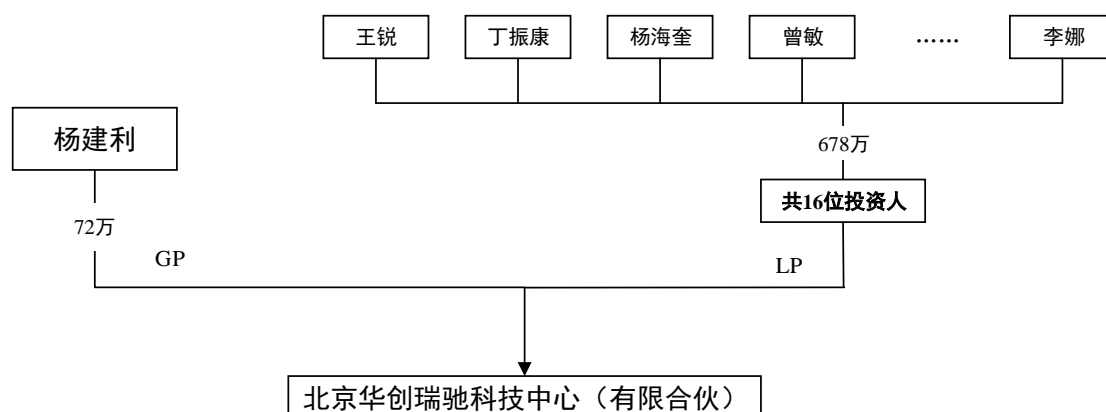 王锐
丁振康
杨海奎
曾敏
……
李娜
杨建利
678万
共16位投资人
72万
GP
LP
北京华创瑞驰科技中心（有限合伙）